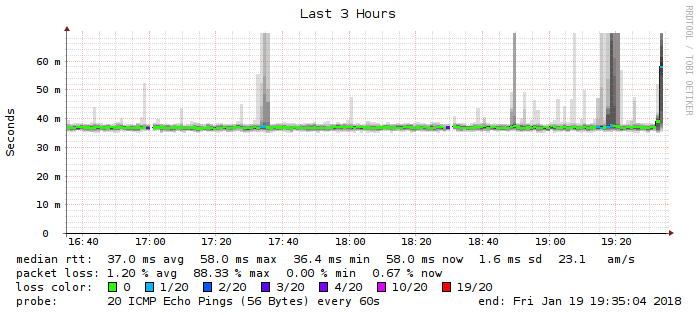 Last 3 Hours
RRDTOOL / TOBI OETIKER
Seconds
60 m
50 m
40 m
30 m
20 m
10 m
0
16:40 17:00 17:20 17:40 18:00 18:20 18:40 19:00 19:20
median rtt: 37.0 ms avg 58.0 ms max 36.4 ms min 58.0 ms now 1.6 ms sd 23.1 am/s
packet loss: 1.20 % avg 88.33 % max 0.00 % min 0.67 % now
loss color: 0 1/20 2/20 3/20 4/20 10/20 19/20
probe: 20 ICMP Echo Pings (56 Bytes) every 60s end: Fri Jan 19 19:35:04 2018